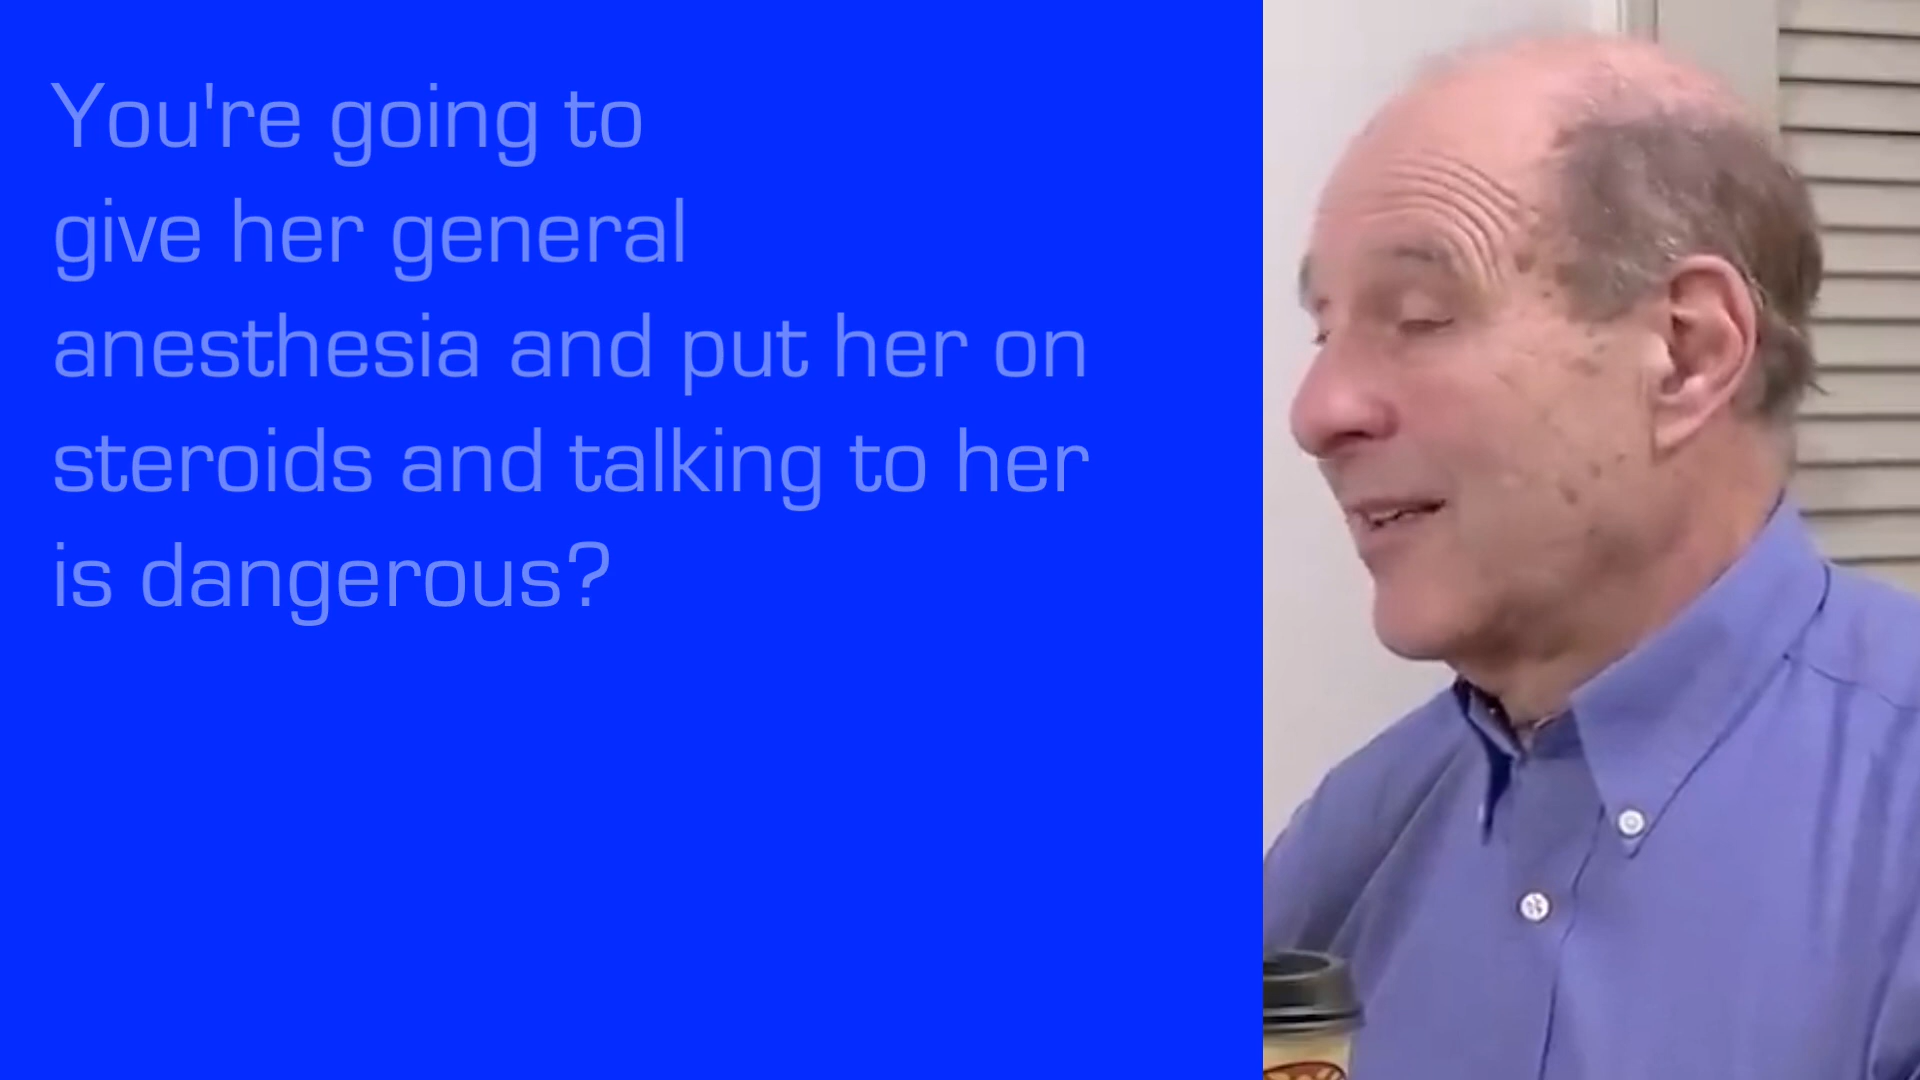 You're going to
give her general
anesthesia and put her on
steroids and talking to her
is dangerous?